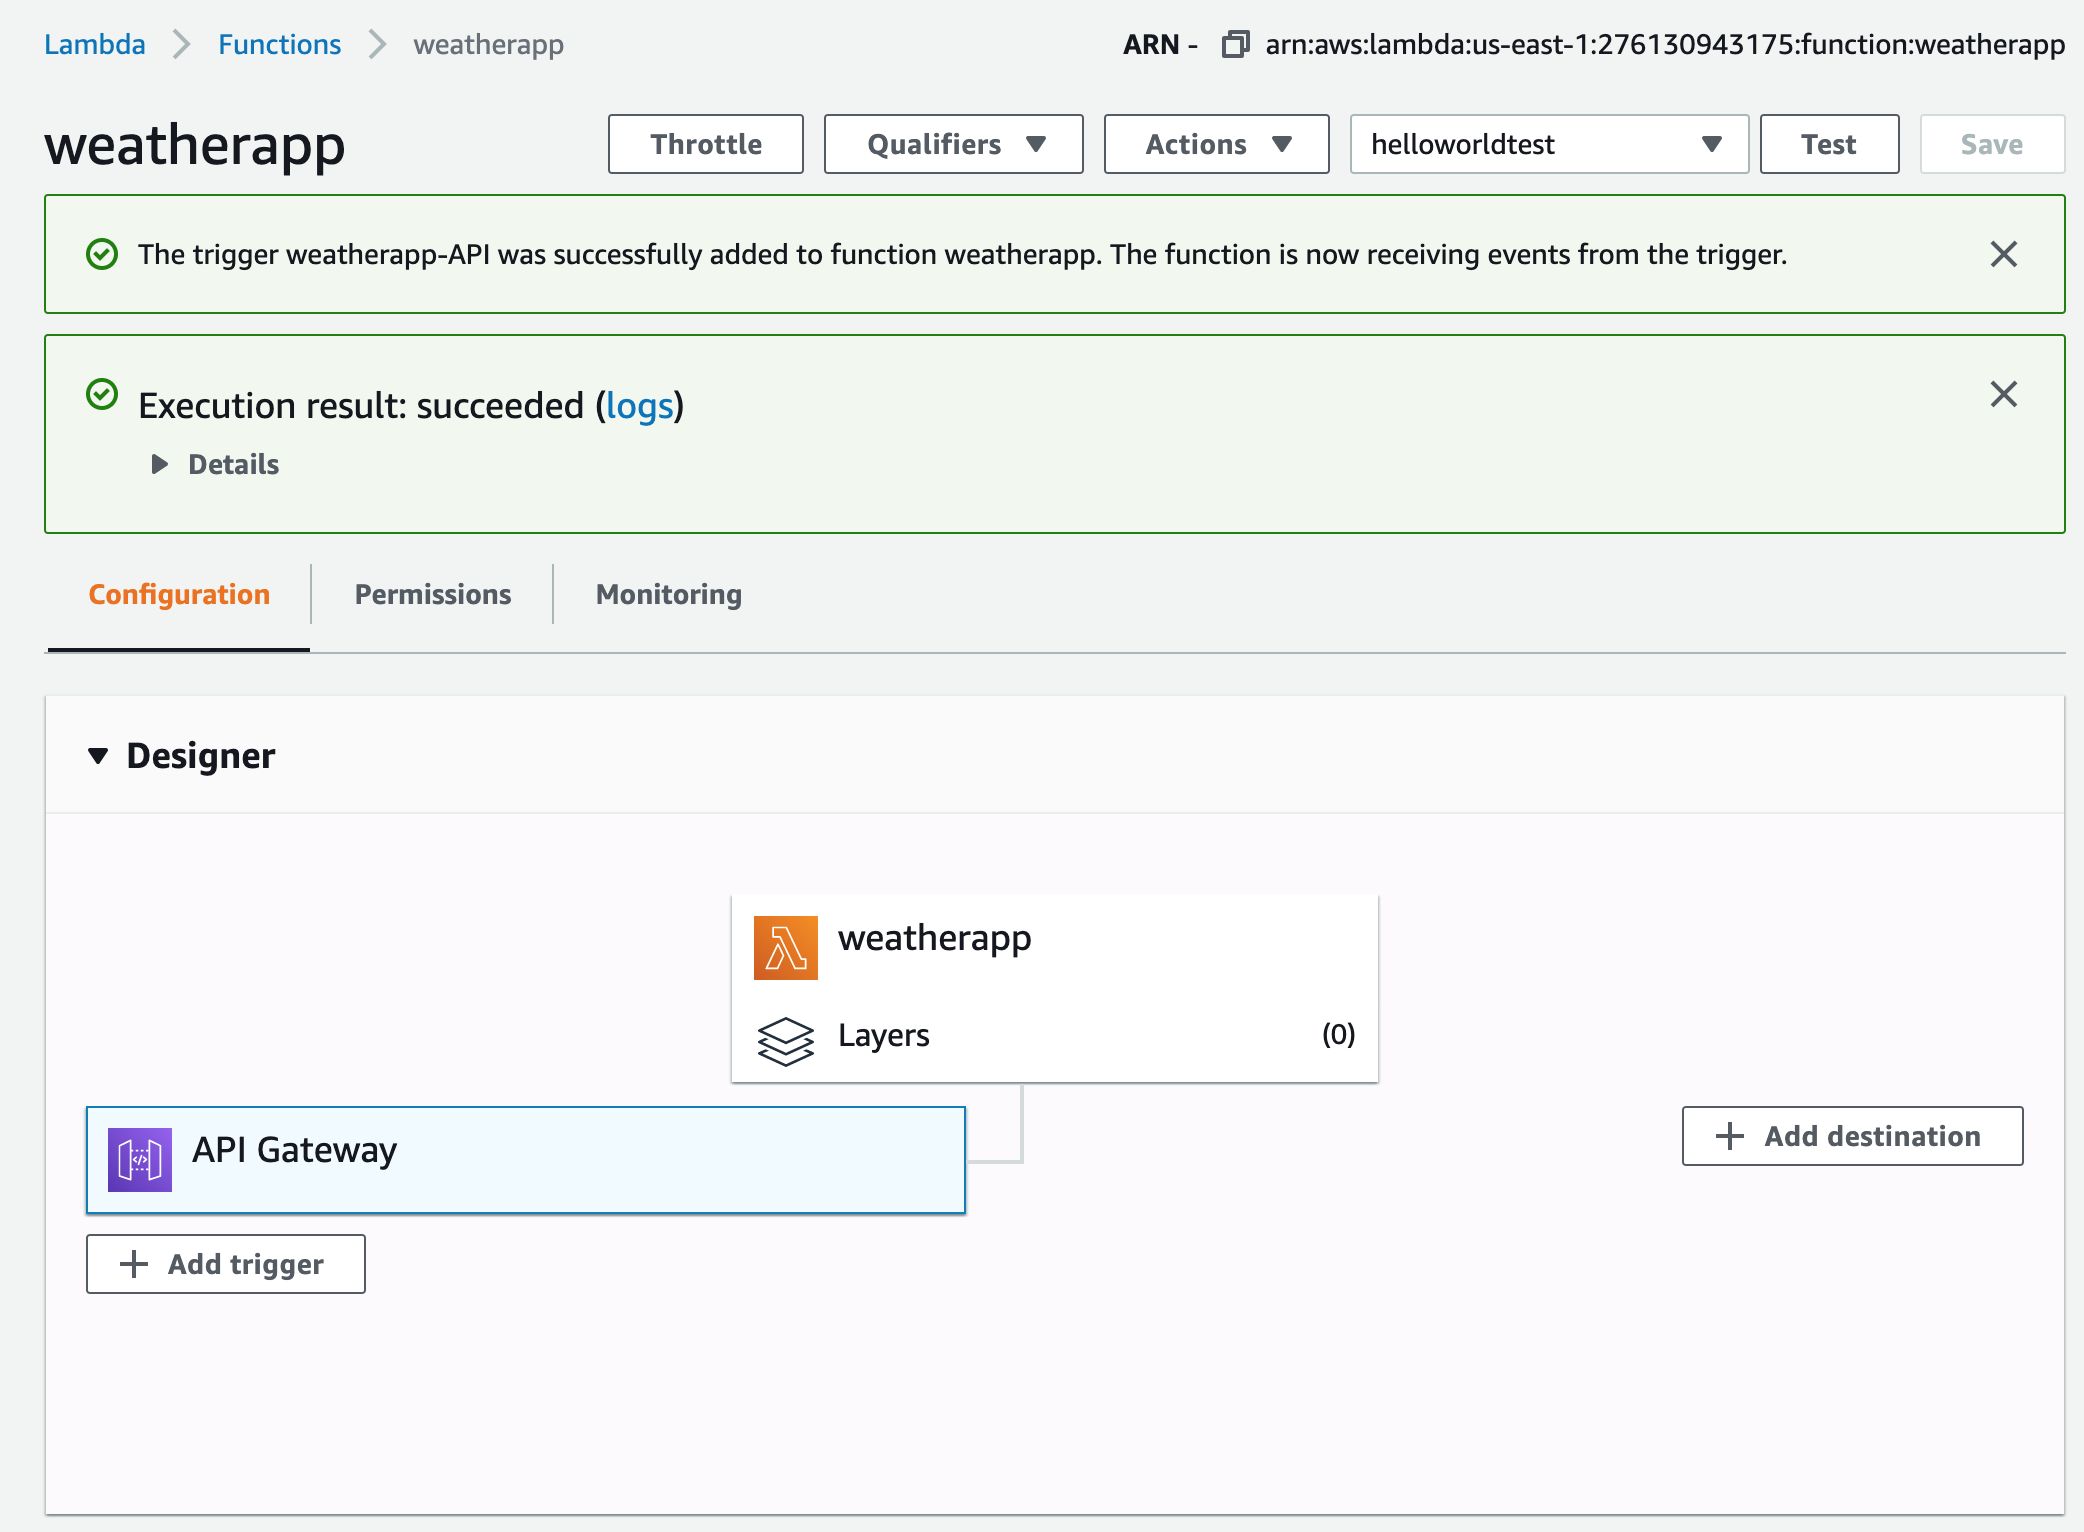 Lambda > Functions > weatherapp
ARN - arn:aws:lambda:us-east-1:276130943175:function:weatherapp
weatherapp
Throttle
Qualifiers
Actions
helloworldtest
Test
Save
The trigger weatherapp-API was successfully added to function weatherapp. The function is now receiving events from the trigger.
Execution result: succeeded (logs)
Details
Configuration
Permissions
Monitoring
Designer
weatherapp
Layers (0)
API Gateway
Add destination
Add trigger